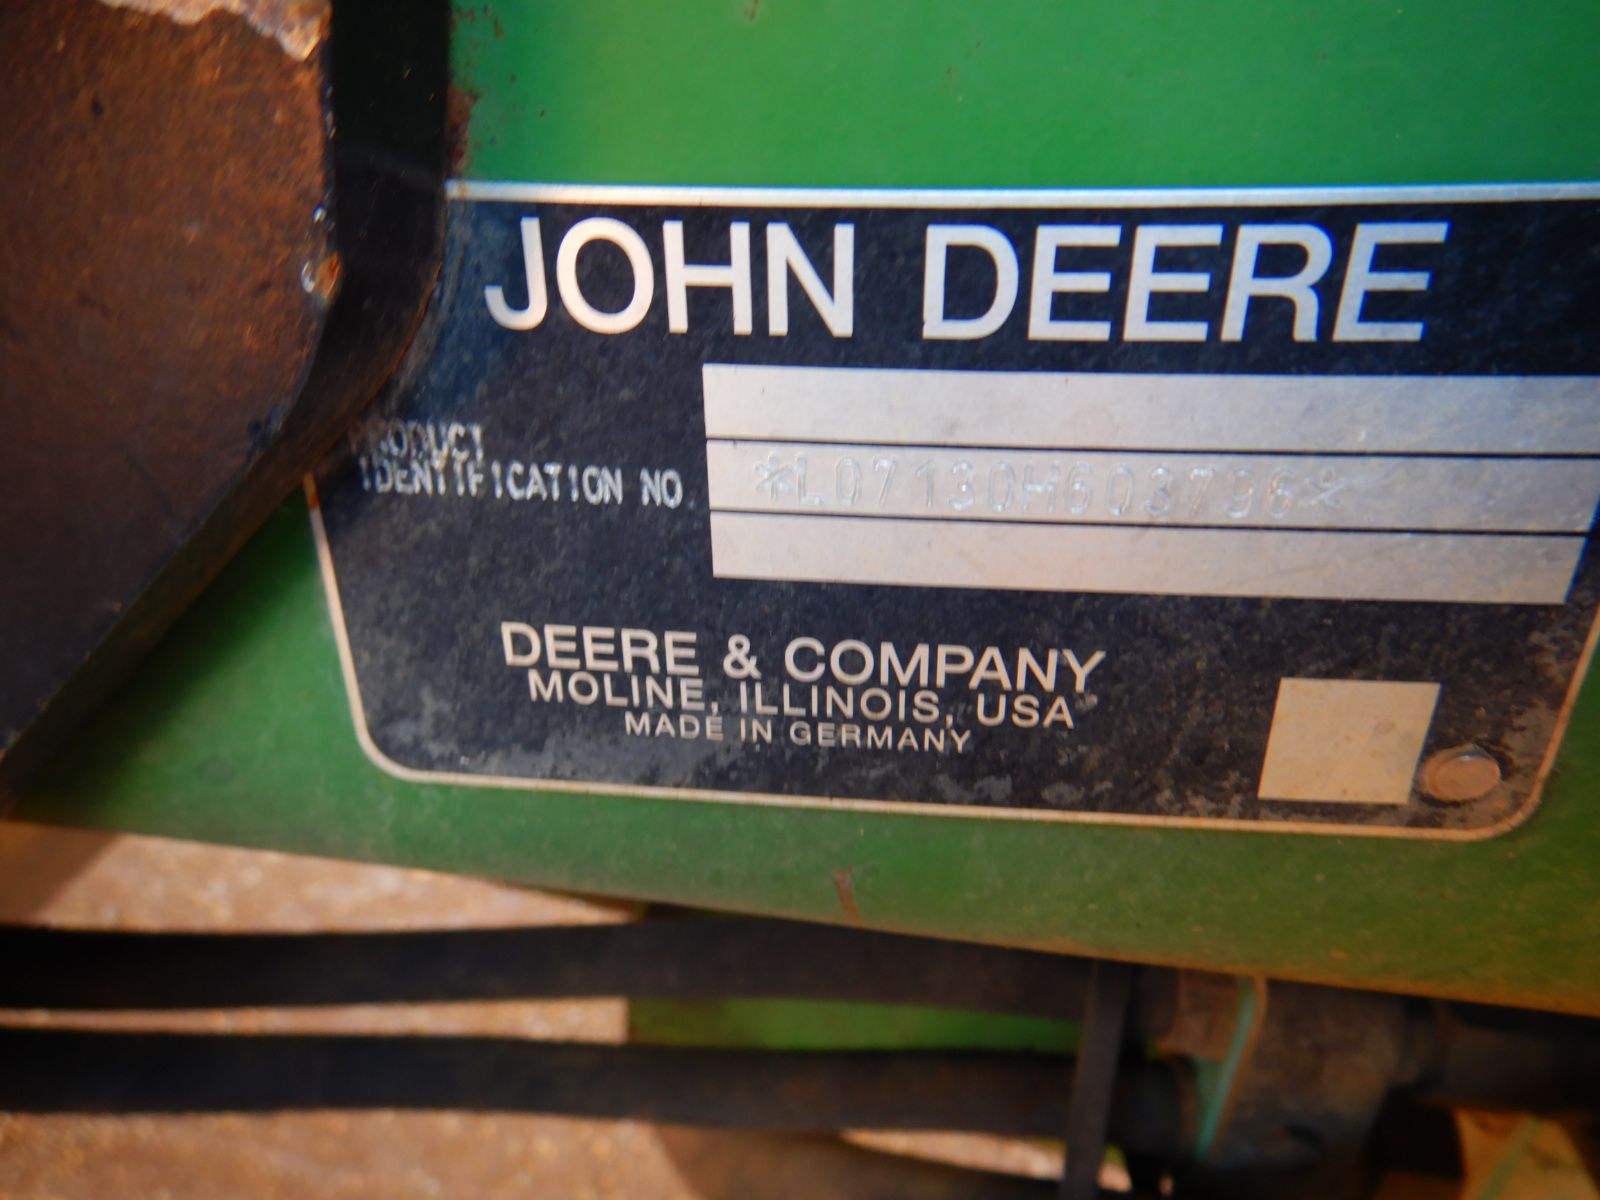 JOHN DEERE
PRODUCT
IDENTIFICATION NO.
*L07130H603796*
DEERE & COMPANY
MOLINE, ILLINOIS, USA
MADE IN GERMANY